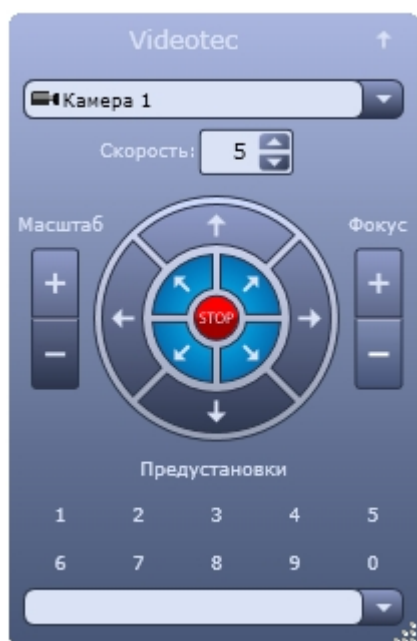 Videotec
Камера 1
Скорость: 5
Масштаб
Фокус
+
+
STOP
−
−
Предустановки
1 2 3 4 5
6 7 8 9 0